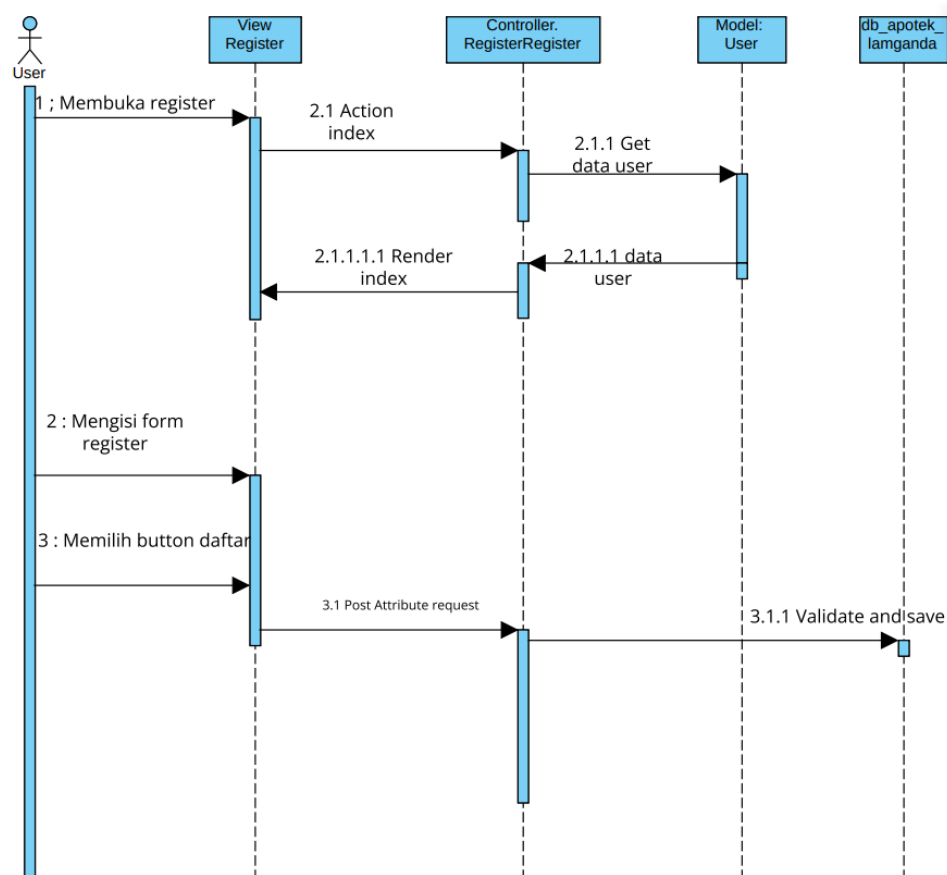 User
View
Register
Controller.
RegisterRegister
Model:
User
db_apotek_
lamganda
1 ; Membuka register
2.1 Action
index
2.1.1 Get
data user
2.1.1.1.1 Render
index
2.1.1.1 data
user
2 : Mengisi form
register
3 : Memilih button daftar
3.1 Post Attribute request
3.1.1 Validate and save